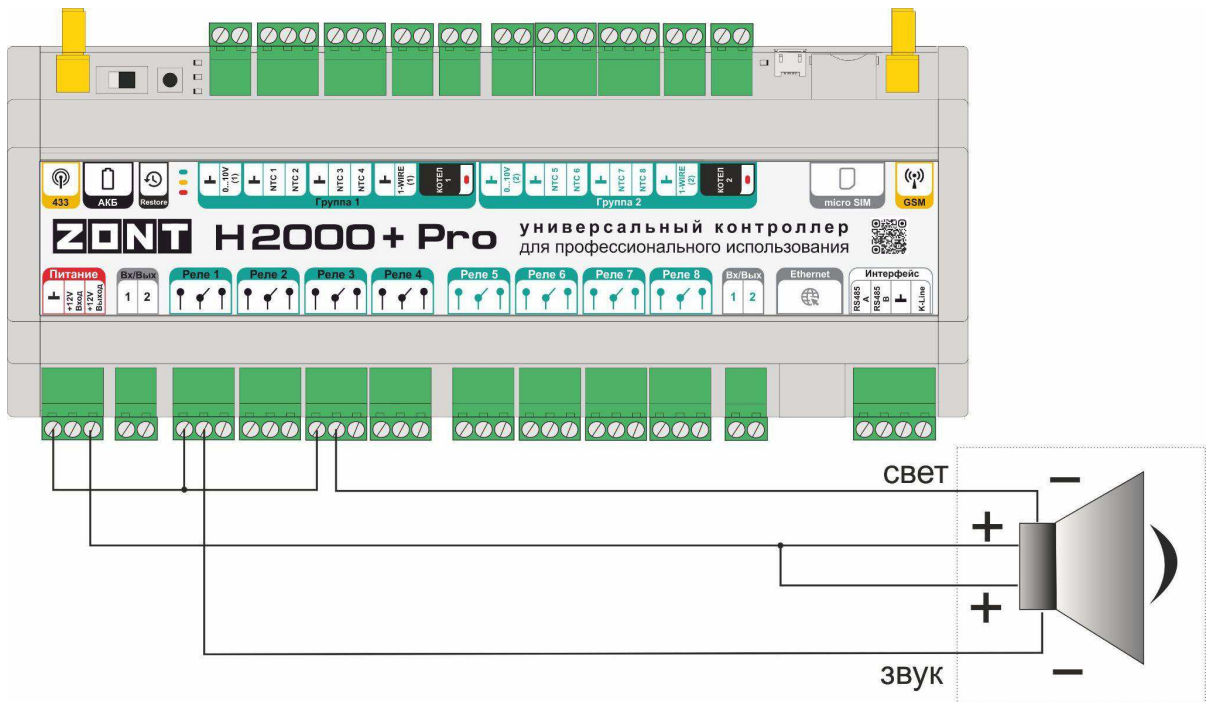 433
АКБ
Restore
0...10V (1)
NTC 1
NTC 2
NTC 3
NTC 4
1-WIRE (1)
КОТЕЛ 1
Группа 1
0...10V (2)
NTC 5
NTC 6
NTC 7
NTC 8
1-WIRE (2)
КОТЕЛ 2
Группа 2
micro SIM
GSM
ZONT H2000+ Pro
универсальный контроллер
для профессионального использования
Питание
+12V Вход
+12V Выход
Вх/Вых
1 2
Реле 1
Реле 2
Реле 3
Реле 4
Реле 5
Реле 6
Реле 7
Реле 8
Вх/Вых
1 2
Ethernet
Интерфейс
RS485 A
RS485 B
K-Line
свет
−
+
+
звук
−